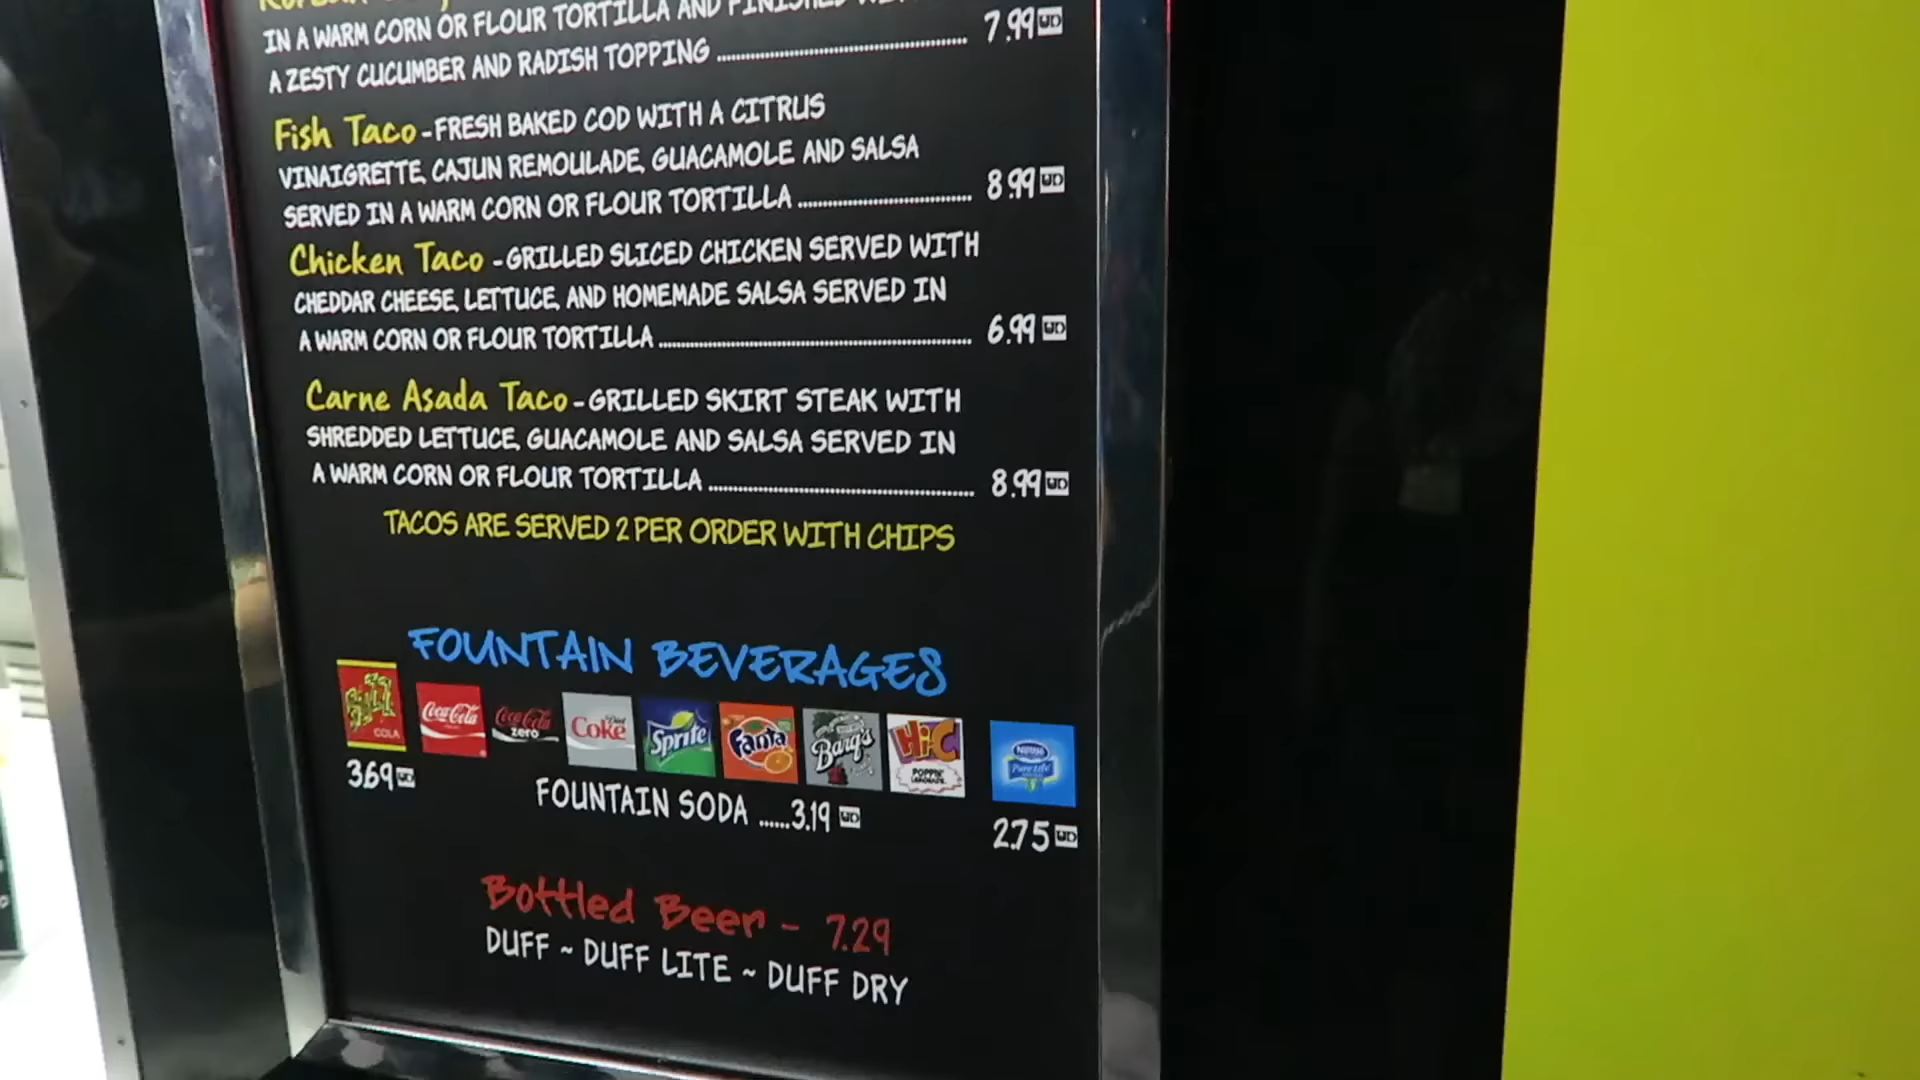 IN A WARM CORN OR FLOUR TORTILLA AND FINISHED
A ZESTY CUCUMBER AND RADISH TOPPING .......... 7.99 UD
Fish Taco - FRESH BAKED COD WITH A CITRUS
VINAIGRETTE, CAJUN REMOULADE, GUACAMOLE AND SALSA
SERVED IN A WARM CORN OR FLOUR TORTILLA .......... 8.99 UD
Chicken Taco - GRILLED SLICED CHICKEN SERVED WITH
CHEDDAR CHEESE, LETTUCE, AND HOMEMADE SALSA SERVED IN
A WARM CORN OR FLOUR TORTILLA .......... 6.99 UD
Carne Asada Taco - GRILLED SKIRT STEAK WITH
SHREDDED LETTUCE, GUACAMOLE AND SALSA SERVED IN
A WARM CORN OR FLOUR TORTILLA .......... 8.99 UD
TACOS ARE SERVED 2 PER ORDER WITH CHIPS
FOUNTAIN BEVERAGES
BUZZ COLA Coca-Cola Coca-Cola zero Diet Coke Sprite Fanta Barq's Hi-C POPPIN' LEMONADE Nestle Pure Life
3.69 UD
FOUNTAIN SODA ......3.19 UD
2.75 UD
Bottled Beer - 7.29
DUFF ~ DUFF LITE ~ DUFF DRY